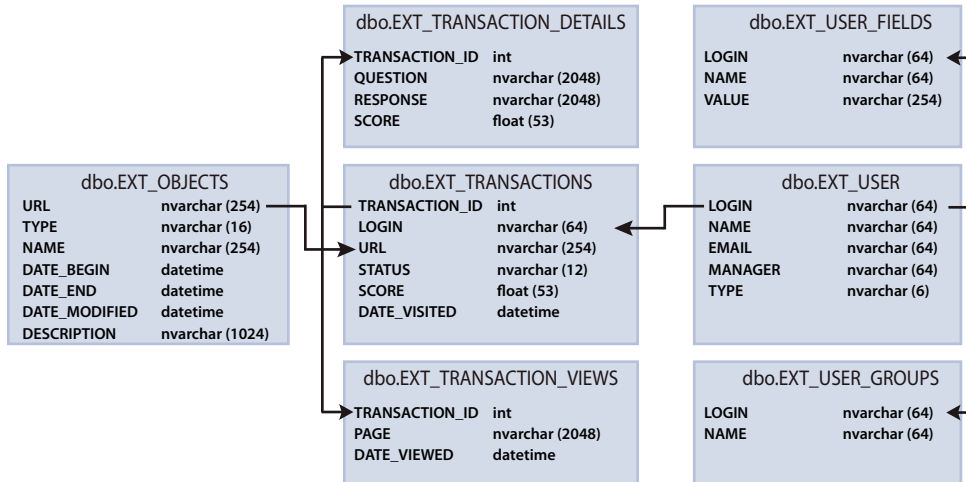 dbo.EXT_TRANSACTION_DETAILS
TRANSACTION_ID int
QUESTION nvarchar (2048)
RESPONSE nvarchar (2048)
SCORE float (53)
dbo.EXT_USER_FIELDS
LOGIN nvarchar (64)
NAME nvarchar (64)
VALUE nvarchar (254)
dbo.EXT_OBJECTS
URL nvarchar (254)
TYPE nvarchar (16)
NAME nvarchar (254)
DATE_BEGIN datetime
DATE_END datetime
DATE_MODIFIED datetime
DESCRIPTION nvarchar (1024)
dbo.EXT_TRANSACTIONS
TRANSACTION_ID int
LOGIN nvarchar (64)
URL nvarchar (254)
STATUS nvarchar (12)
SCORE float (53)
DATE_VISITED datetime
dbo.EXT_USER
LOGIN nvarchar (64)
NAME nvarchar (64)
EMAIL nvarchar (64)
MANAGER nvarchar (64)
TYPE nvarchar (6)
dbo.EXT_TRANSACTION_VIEWS
TRANSACTION_ID int
PAGE nvarchar (2048)
DATE_VIEWED datetime
dbo.EXT_USER_GROUPS
LOGIN nvarchar (64)
NAME nvarchar (64)